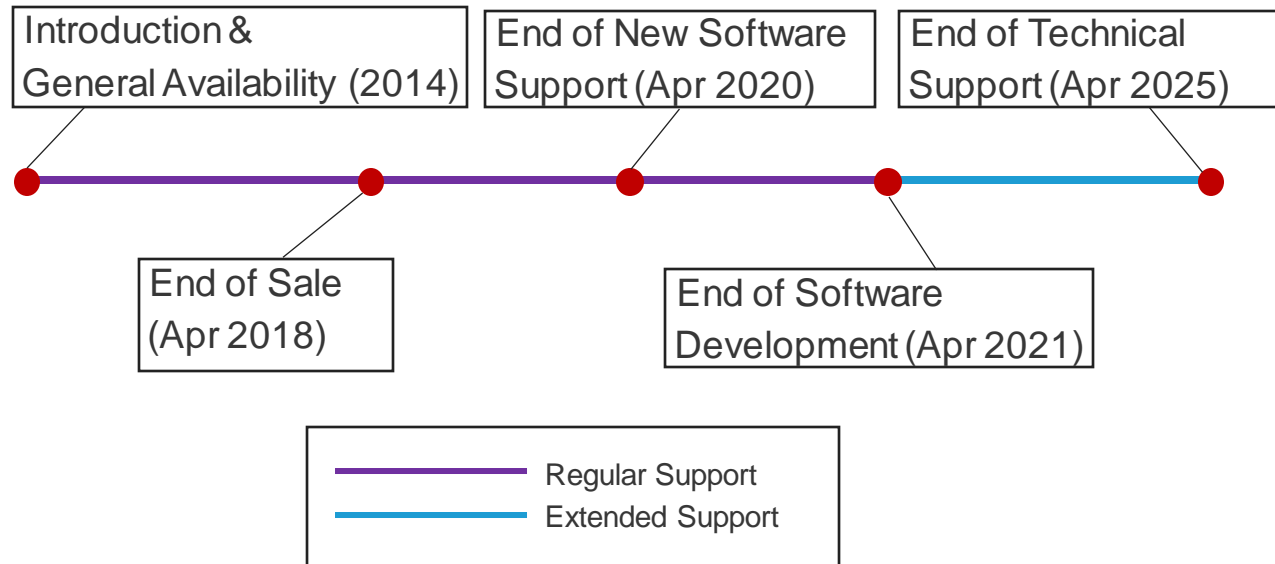 Introduction &
General Availability (2014)
End of New Software
Support (Apr 2020)
End of Technical
Support (Apr 2025)
End of Sale
(Apr 2018)
End of Software
Development (Apr 2021)
Regular Support
Extended Support